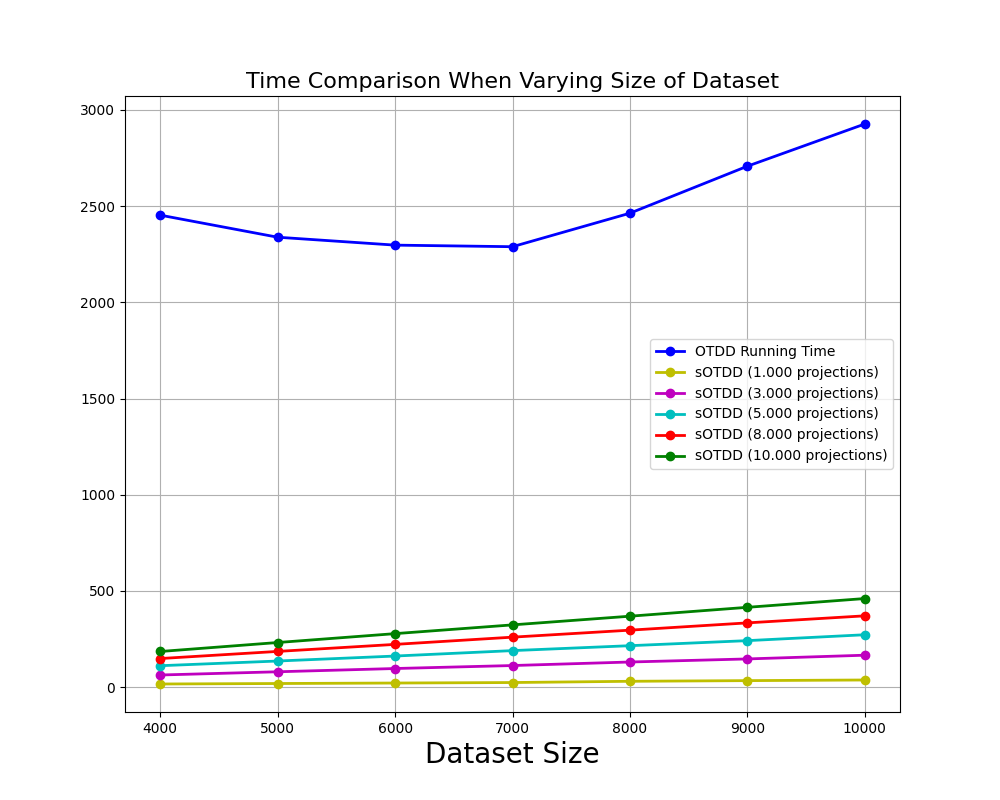 Time Comparison When Varying Size of Dataset
3000
2500
2000
1500
1000
500
0
OTDD Running Time
sOTDD (1.000 projections)
sOTDD (3.000 projections)
sOTDD (5.000 projections)
sOTDD (8.000 projections)
sOTDD (10.000 projections)
4000 5000 6000 7000 8000 9000 10000
Dataset Size